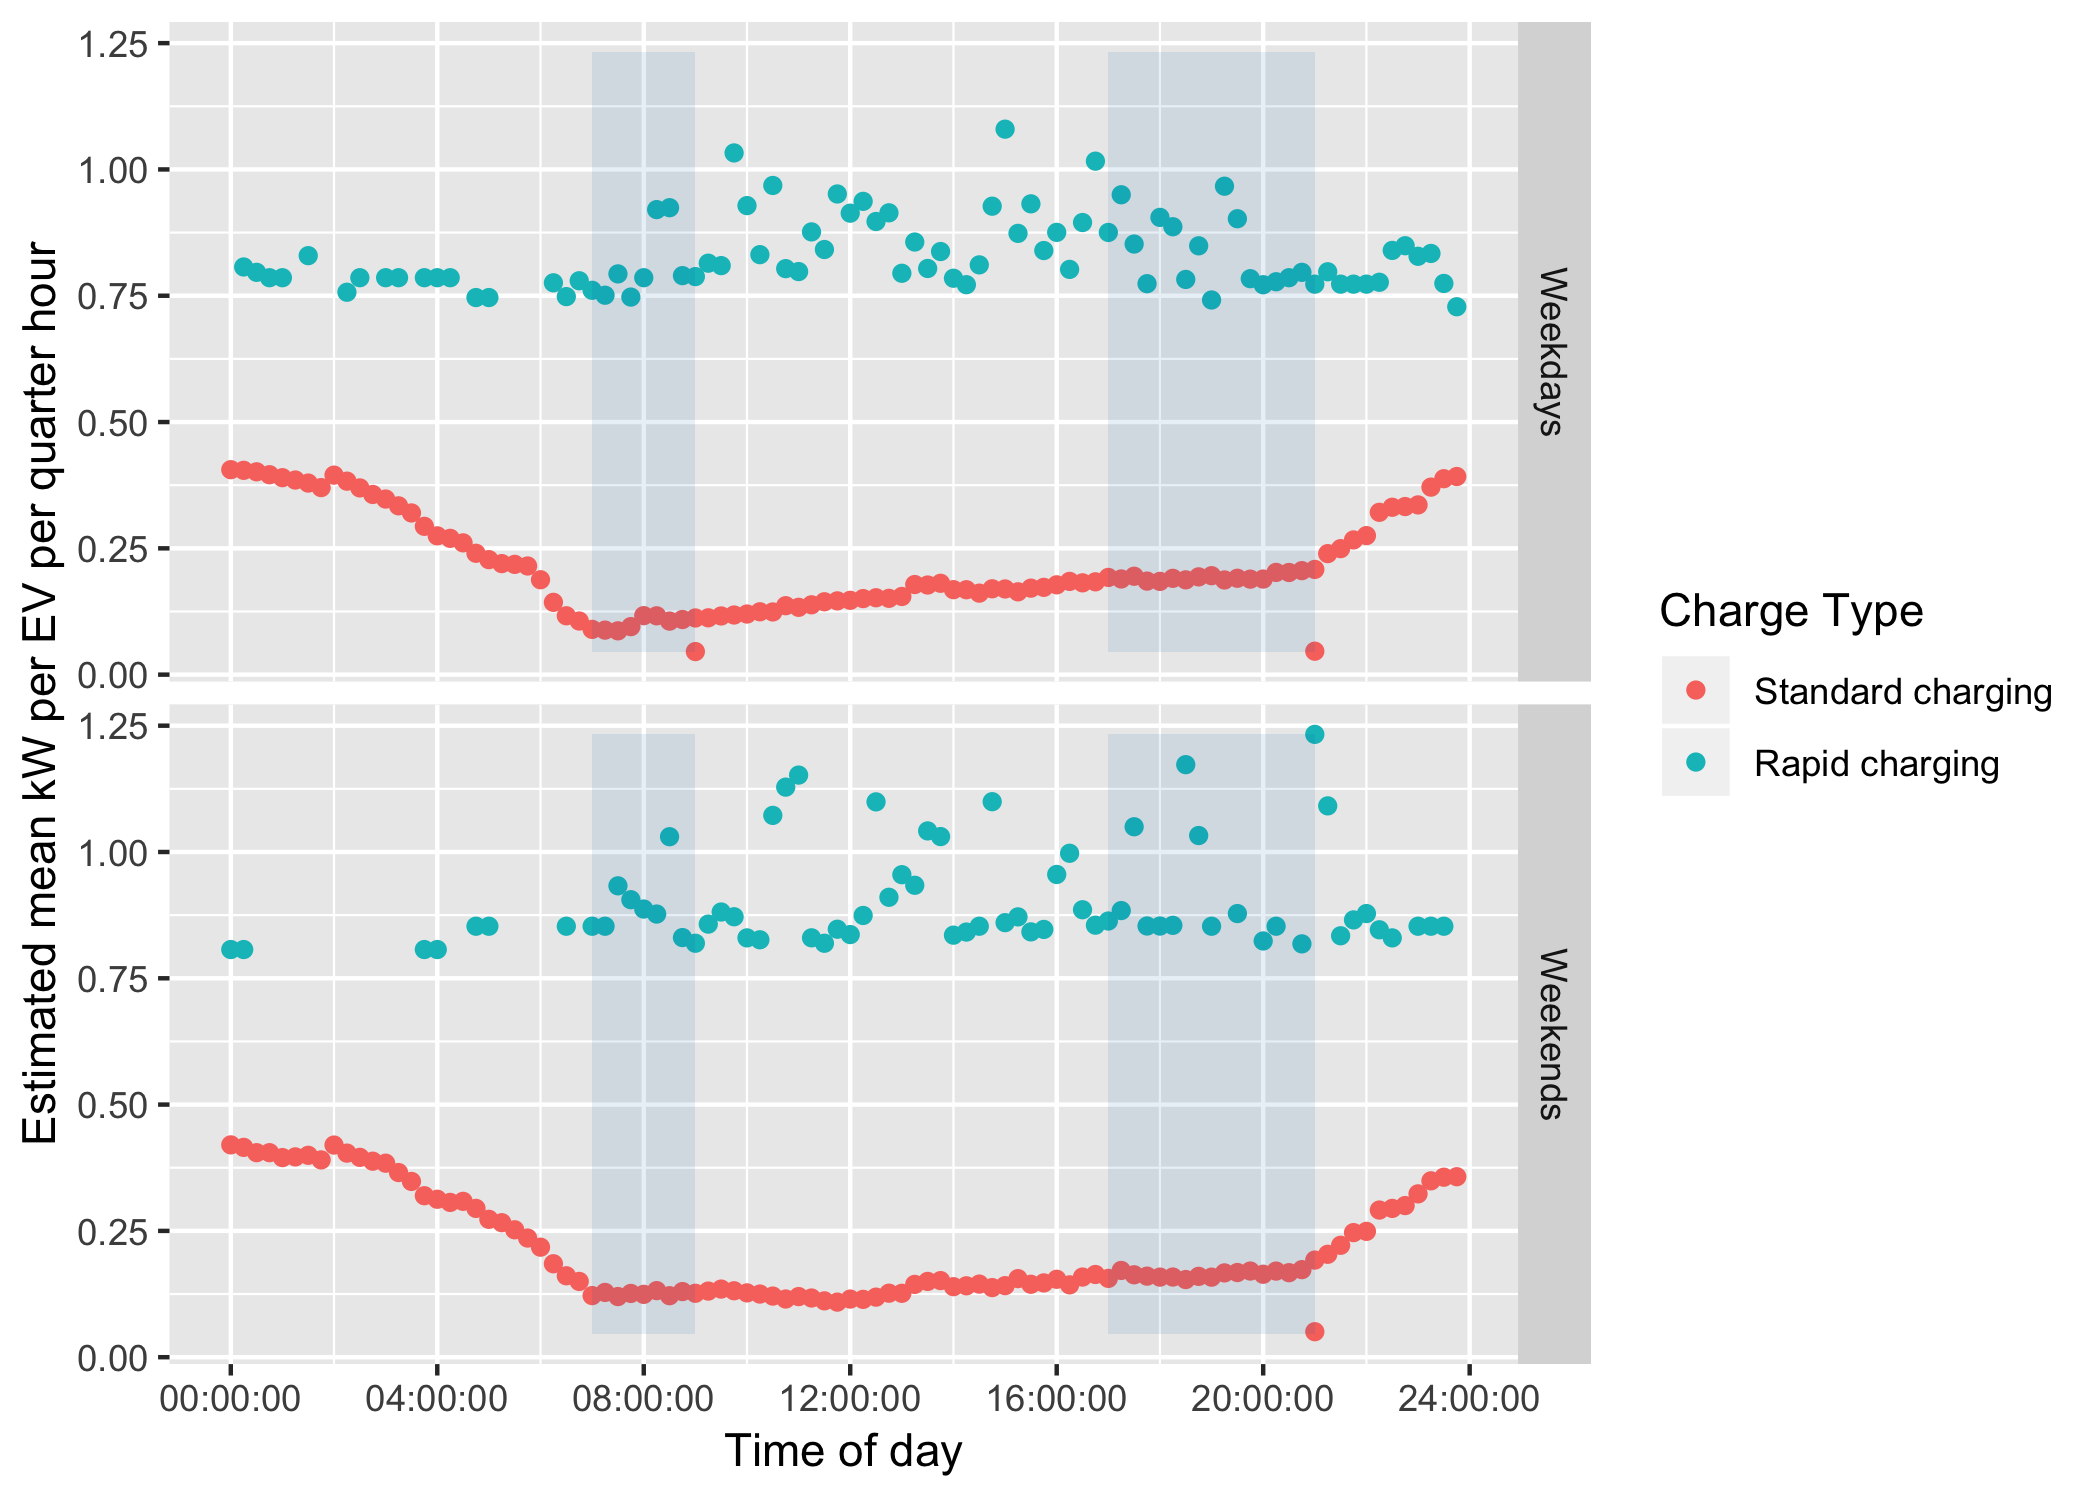 Estimated mean kW per EV per quarter hour
1.25
1.00
0.75
0.50
0.25
0.00
Weekdays
1.25
1.00
0.75
0.50
0.25
0.00
Weekends
00:00:00 04:00:00 08:00:00 12:00:00 16:00:00 20:00:00 24:00:00
Time of day
Charge Type
Standard charging
Rapid charging